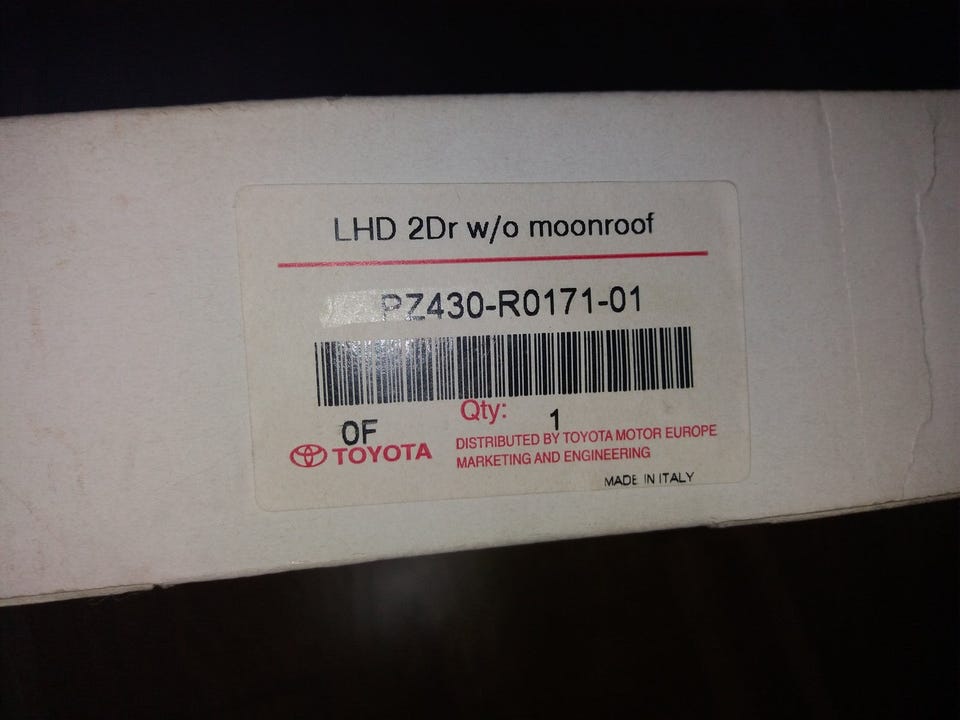 LHD 2Dr w/o moonroof
PZ430-R0171-01
Qty: 1
0F
TOYOTA
DISTRIBUTED BY TOYOTA MOTOR EUROPE
MARKETING AND ENGINEERING
MADE IN ITALY